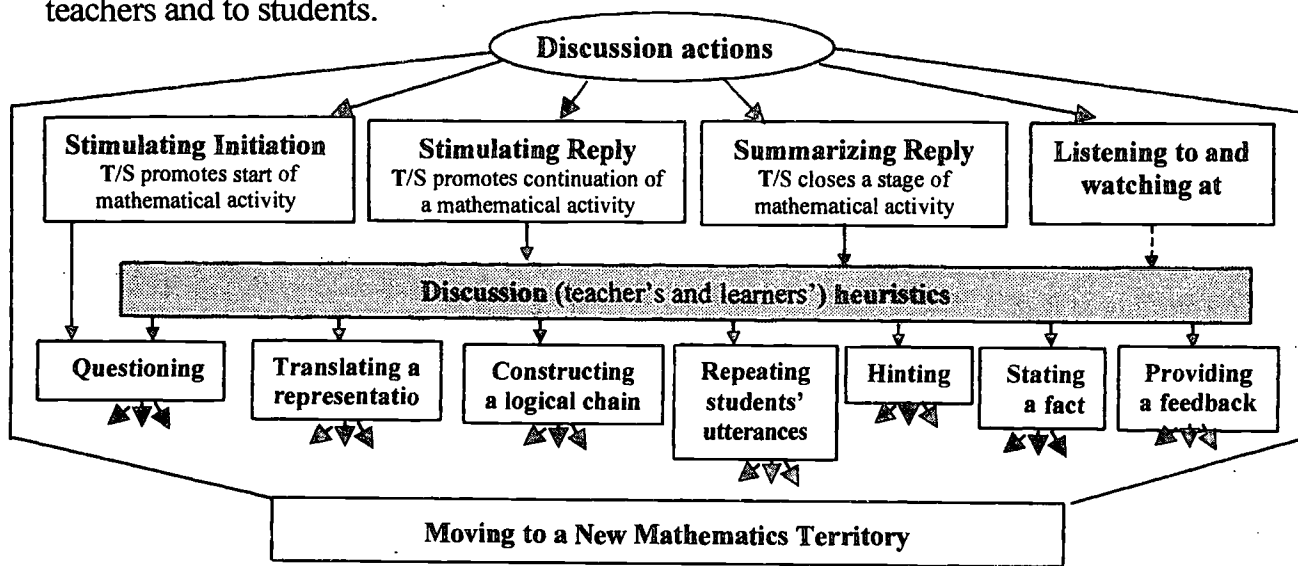 teachers and to students.
Discussion actions
Stimulating Initiation
T/S promotes start of
mathematical activity
Stimulating Reply
T/S promotes continuation of
a mathematical activity
Summarizing Reply
T/S closes a stage of
mathematical activity
Listening to and
watching at
Discussion (teacher's and learners') heuristics
Questioning
Translating a
representatio
Constructing
a logical chain
Repeating
students'
utterances
Hinting
Stating
a fact
Providing
a feedback
Moving to a New Mathematics Territory